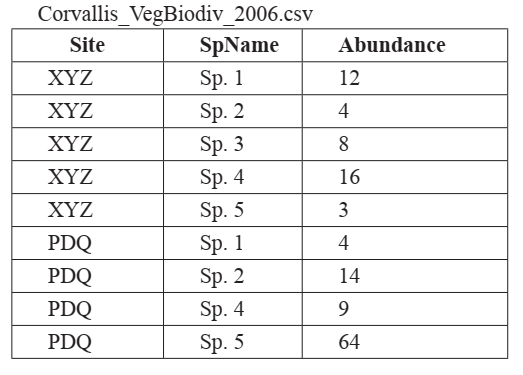 Corvallis_VegBiodiv_2006.csv
Site SpName Abundance
XYZ Sp. 1 12
XYZ Sp. 2 4
XYZ Sp. 3 8
XYZ Sp. 4 16
XYZ Sp. 5 3
PDQ Sp. 1 4
PDQ Sp. 2 14
PDQ Sp. 4 9
PDQ Sp. 5 64